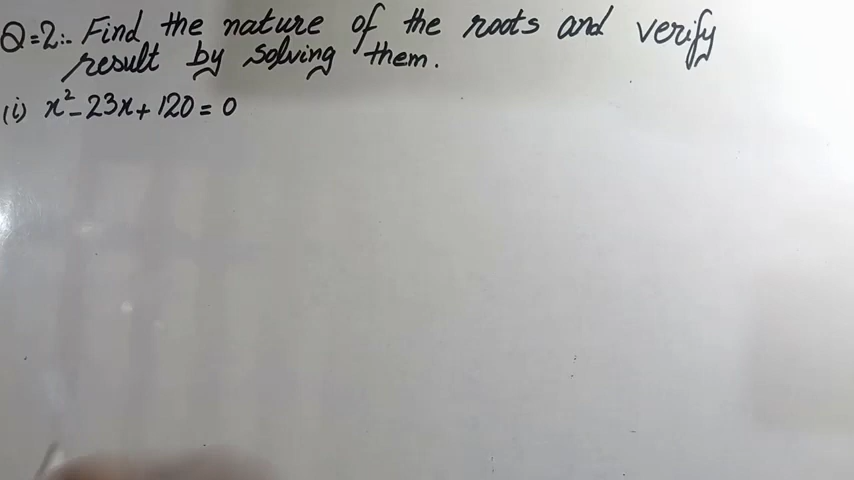 Q=2:. Find the nature of the roots and verify
result by solving them.
(i) x² - 23x + 120 = 0